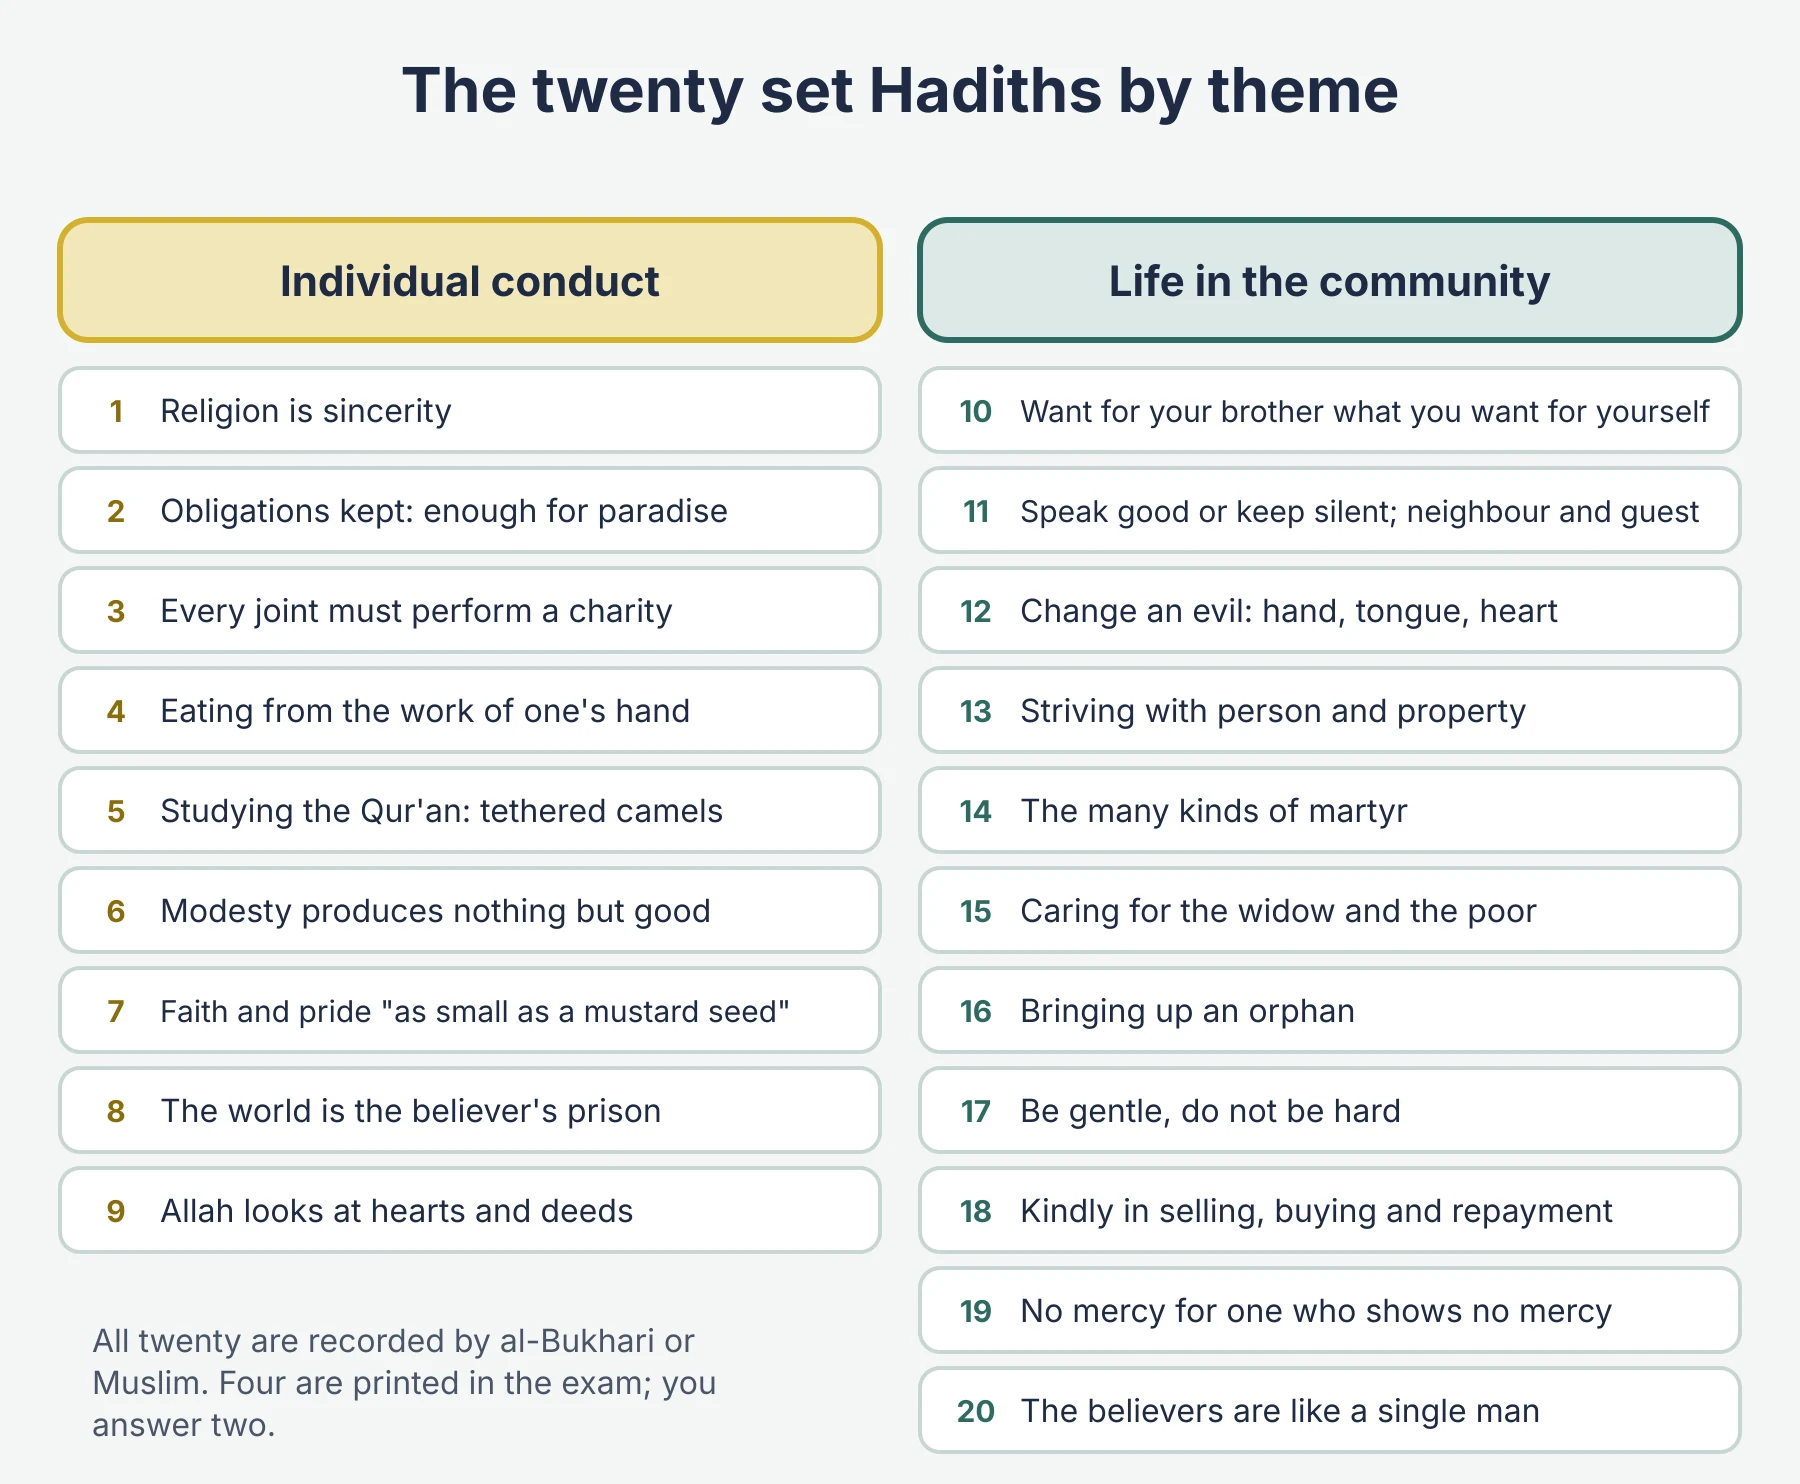 The twenty set Hadiths by theme
Individual conduct
1 Religion is sincerity
2 Obligations kept: enough for paradise
3 Every joint must perform a charity
4 Eating from the work of one's hand
5 Studying the Qur'an: tethered camels
6 Modesty produces nothing but good
7 Faith and pride "as small as a mustard seed"
8 The world is the believer's prison
9 Allah looks at hearts and deeds
All twenty are recorded by al-Bukhari or
Muslim. Four are printed in the exam; you
answer two.
Life in the community
10 Want for your brother what you want for yourself
11 Speak good or keep silent; neighbour and guest
12 Change an evil: hand, tongue, heart
13 Striving with person and property
14 The many kinds of martyr
15 Caring for the widow and the poor
16 Bringing up an orphan
17 Be gentle, do not be hard
18 Kindly in selling, buying and repayment
19 No mercy for one who shows no mercy
20 The believers are like a single man